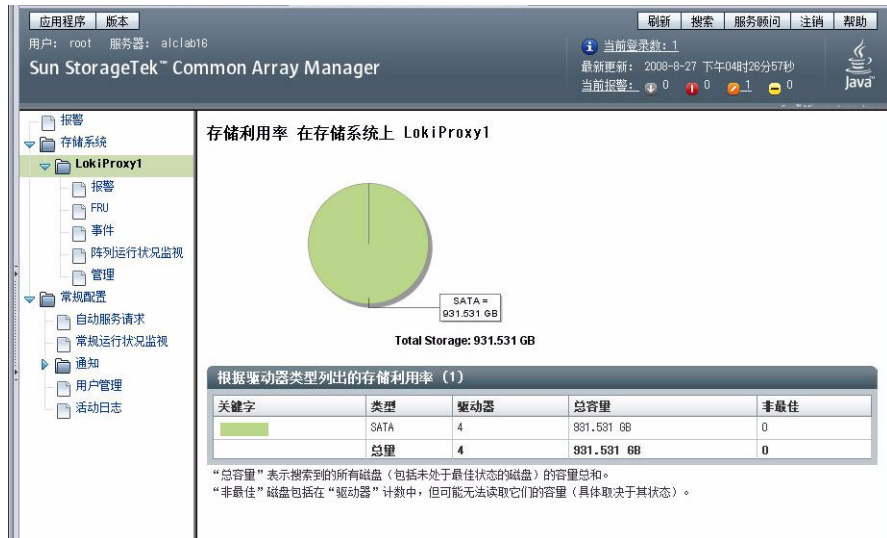 应用程序 版本 刷新 搜索 服务顾问 注销 帮助
用户: root 服务器: alclab16
当前登录数: 1
Sun StorageTek™ Common Array Manager
最新更新: 2008-8-27 下午04时26分57秒
当前报警: 0 0 1 0
Java™
报警
存储系统
LokiProxy1
报警
FRU
事件
阵列运行状况监视
管理
常规配置
自动服务请求
常规运行状况监视
通知
用户管理
活动日志
存储利用率 在存储系统上 LokiProxy1
SATA =
931.531 GB
Total Storage: 931.531 GB
根据驱动器类型列出的存储利用率 (1)
关键字 类型 驱动器 总容量 非最佳
SATA 4 931.531 GB 0
总量 4 931.531 GB 0
“总容量”表示搜索到的所有磁盘（包括未处于最佳状态的磁盘）的容量总和。
“非最佳”磁盘包括在“驱动器”计数中，但可能无法读取它们的容量（具体取决于其状态）。